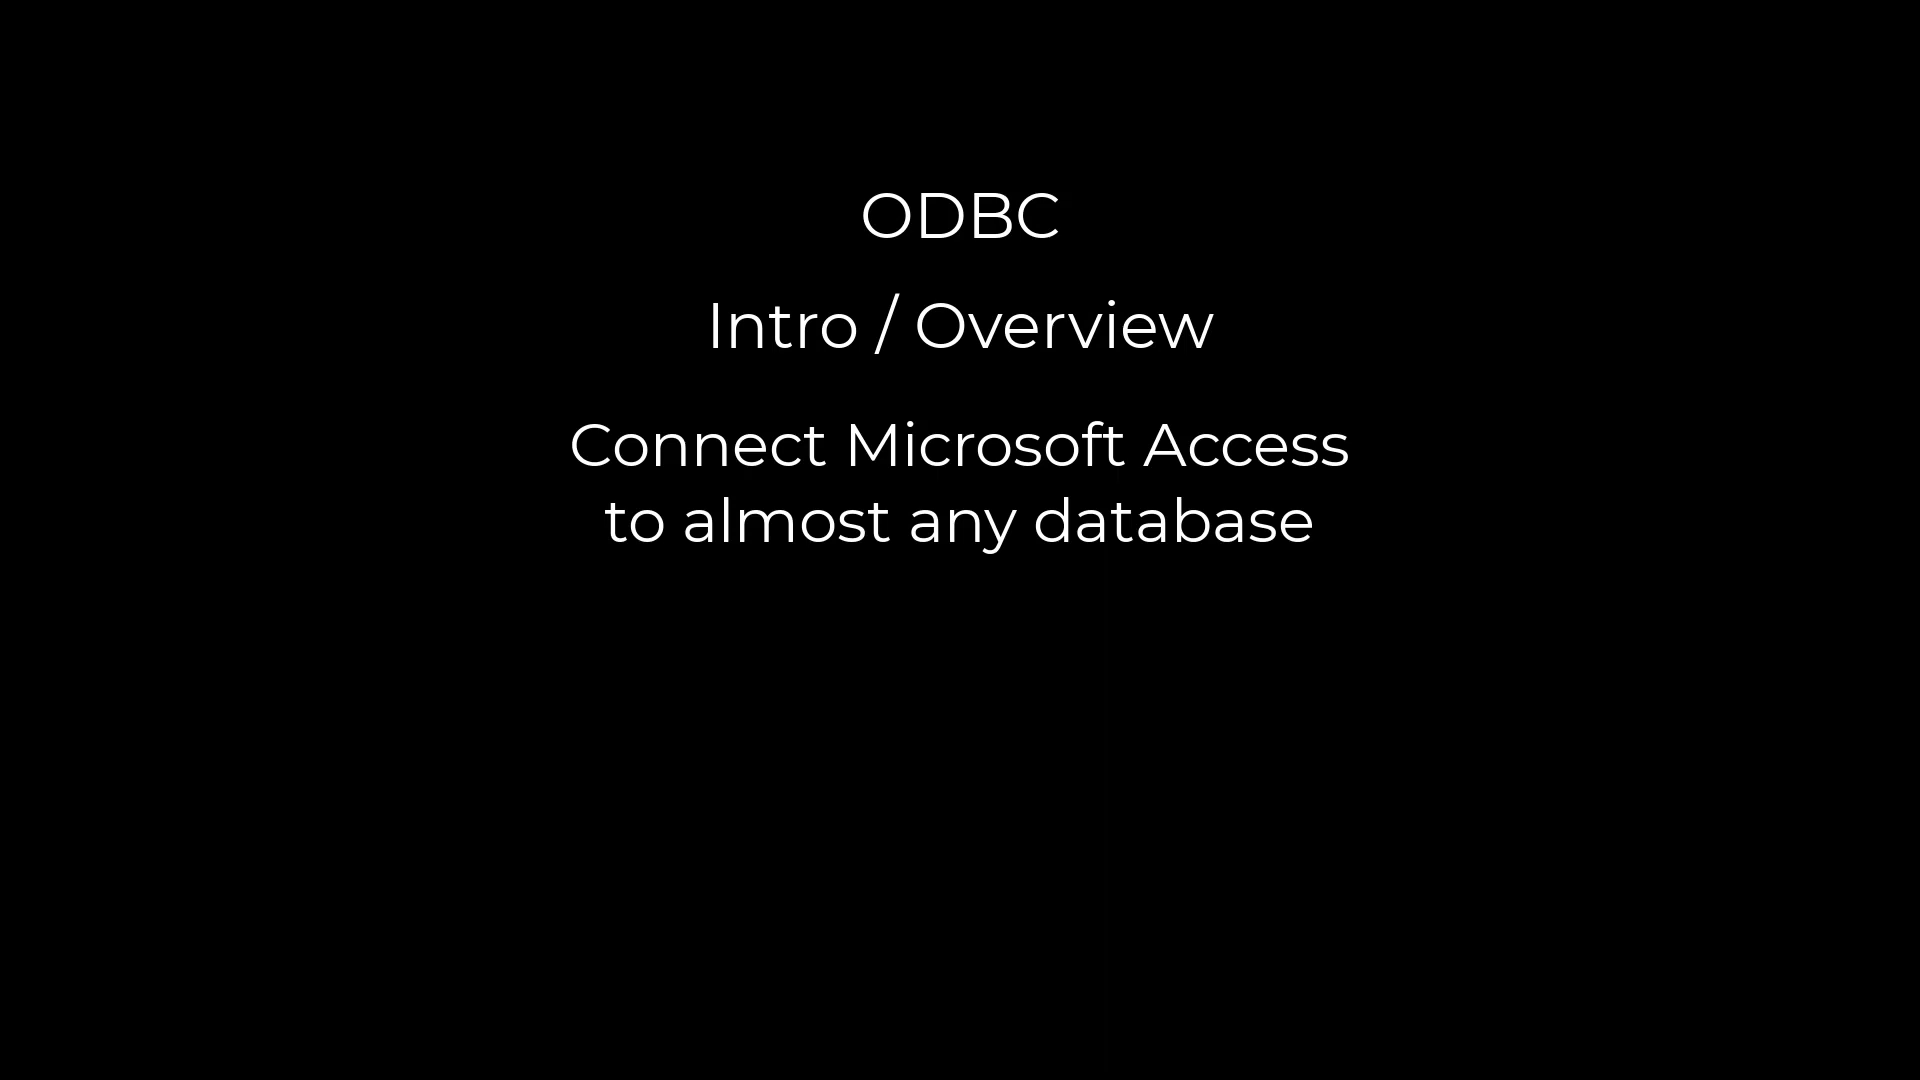 ODBC
Intro / Overview
Connect Microsoft Access
to almost any database